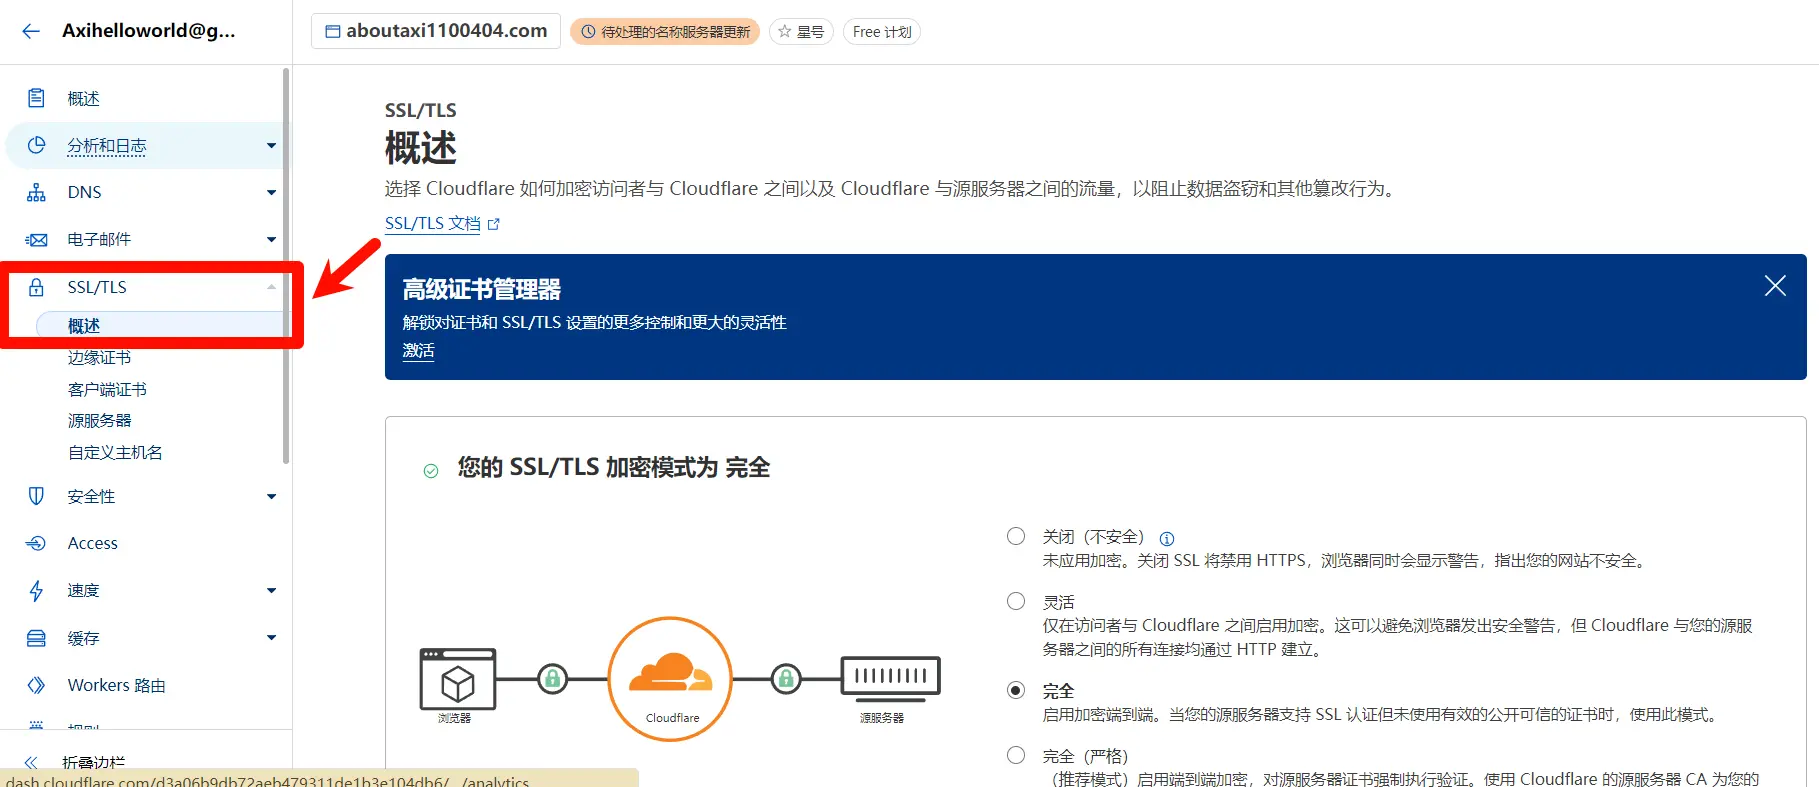 Axihelloworld@g...
aboutaxi1100404.com
待处理的名称服务器更新
星号
Free 计划
概述
分析和日志
DNS
电子邮件
SSL/TLS
概述
边缘证书
客户端证书
源服务器
自定义主机名
安全性
Access
速度
缓存
Workers 路由
规则
折叠边栏
dash.cloudflare.com/d3a06b9db72aeb479311de1b3e104db6/.../analytics
SSL/TLS
概述
选择 Cloudflare 如何加密访问者与 Cloudflare 之间以及 Cloudflare 与源服务器之间的流量，以阻止数据盗窃和其他篡改行为。
SSL/TLS 文档
高级证书管理器
解锁对证书和 SSL/TLS 设置的更多控制和更大的灵活性
激活
您的 SSL/TLS 加密模式为 完全
浏览器
Cloudflare
源服务器
关闭（不安全）
未应用加密。关闭 SSL 将禁用 HTTPS，浏览器同时会显示警告，指出您的网站不安全。
灵活
仅在访问者与 Cloudflare 之间启用加密。这可以避免浏览器发出安全警告，但 Cloudflare 与您的源服
务器之间的所有连接均通过 HTTP 建立。
完全
启用加密端到端。当您的源服务器支持 SSL 认证但未使用有效的公开可信的证书时，使用此模式。
完全（严格）
（推荐模式）启用端到端加密，对源服务器证书强制执行验证。使用 Cloudflare 的源服务器 CA 为您的